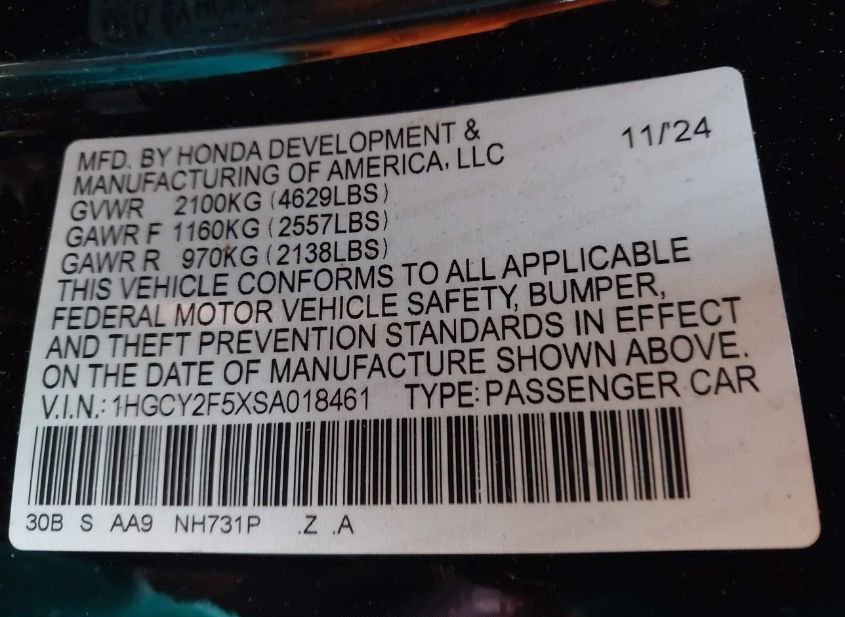 MFD. BY HONDA DEVELOPMENT &
MANUFACTURING OF AMERICA, LLC
11/'24
GVWR 2100KG (4629LBS)
GAWR F 1160KG (2557LBS)
GAWR R 970KG (2138LBS)
THIS VEHICLE CONFORMS TO ALL APPLICABLE
FEDERAL MOTOR VEHICLE SAFETY, BUMPER,
AND THEFT PREVENTION STANDARDS IN EFFECT
ON THE DATE OF MANUFACTURE SHOWN ABOVE.
V.I.N.: 1HGCY2F5XSA018461 TYPE: PASSENGER CAR
30B S AA9 NH731P .Z .A